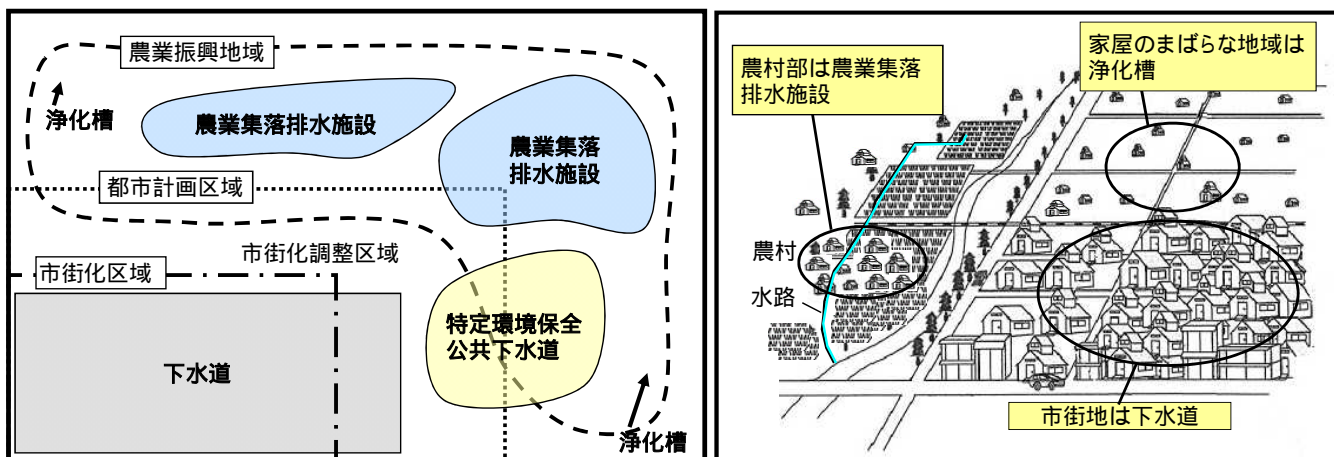 農業振興地域
浄化槽
農業集落排水施設
農業集落
排水施設
都市計画区域
市街化調整区域
市街化区域
特定環境保全
公共下水道
下水道
浄化槽
農村部は農業集落
排水施設
家屋のまばらな地域は
浄化槽
農村
水路
市街地は下水道